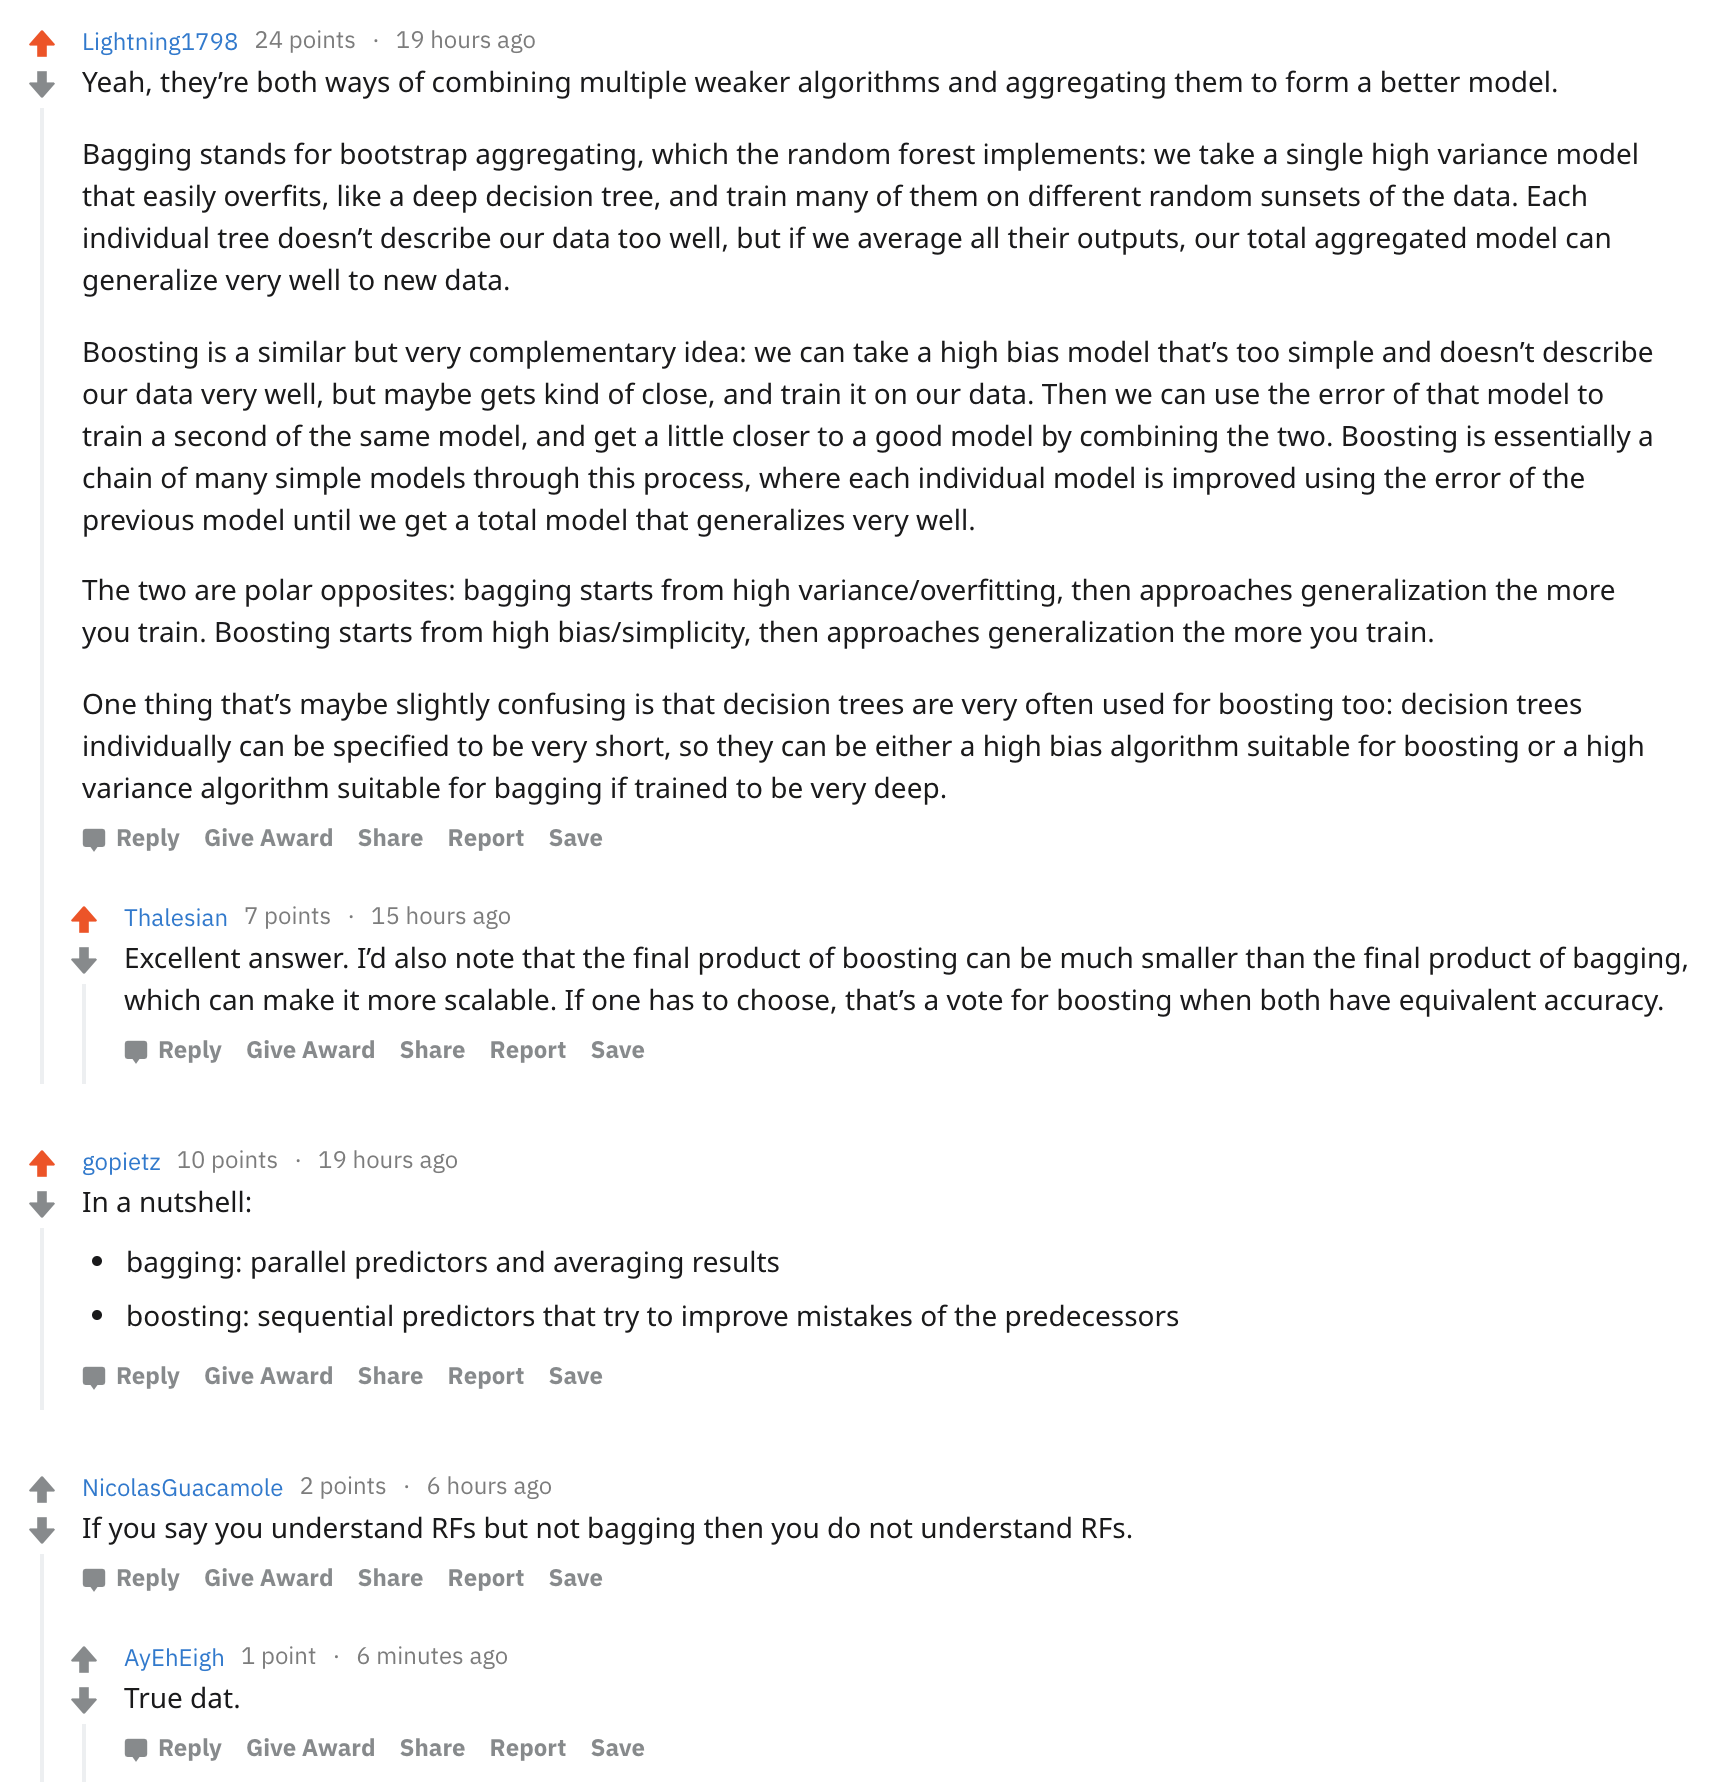 Lightning1798 24 points · 19 hours ago
Yeah, they’re both ways of combining multiple weaker algorithms and aggregating them to form a better model.
Bagging stands for bootstrap aggregating, which the random forest implements: we take a single high variance model
that easily overfits, like a deep decision tree, and train many of them on different random sunsets of the data. Each
individual tree doesn’t describe our data too well, but if we average all their outputs, our total aggregated model can
generalize very well to new data.
Boosting is a similar but very complementary idea: we can take a high bias model that’s too simple and doesn’t describe
our data very well, but maybe gets kind of close, and train it on our data. Then we can use the error of that model to
train a second of the same model, and get a little closer to a good model by combining the two. Boosting is essentially a
chain of many simple models through this process, where each individual model is improved using the error of the
previous model until we get a total model that generalizes very well.
The two are polar opposites: bagging starts from high variance/overfitting, then approaches generalization the more
you train. Boosting starts from high bias/simplicity, then approaches generalization the more you train.
One thing that’s maybe slightly confusing is that decision trees are very often used for boosting too: decision trees
individually can be specified to be very short, so they can be either a high bias algorithm suitable for boosting or a high
variance algorithm suitable for bagging if trained to be very deep.
Reply Give Award Share Report Save
Thalesian 7 points · 15 hours ago
Excellent answer. I’d also note that the final product of boosting can be much smaller than the final product of bagging,
which can make it more scalable. If one has to choose, that’s a vote for boosting when both have equivalent accuracy.
Reply Give Award Share Report Save
gopietz 10 points · 19 hours ago
In a nutshell:
• bagging: parallel predictors and averaging results
• boosting: sequential predictors that try to improve mistakes of the predecessors
Reply Give Award Share Report Save
NicolasGuacamole 2 points · 6 hours ago
If you say you understand RFs but not bagging then you do not understand RFs.
Reply Give Award Share Report Save
AyEhEigh 1 point · 6 minutes ago
True dat.
Reply Give Award Share Report Save